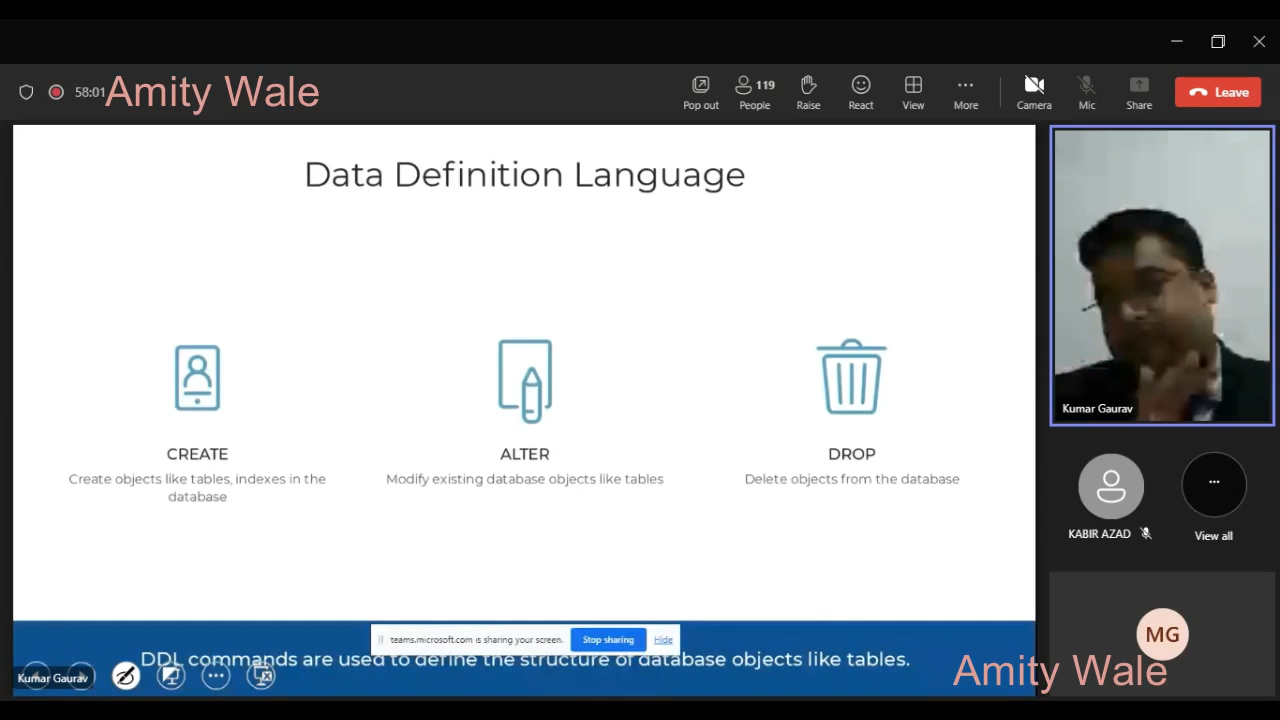 58:01
Amity Wale
119
Pop out
People
Raise
React
View
More
Camera
Mic
Share
Leave
Data Definition Language
CREATE
Create objects like tables, indexes in the
database
ALTER
Modify existing database objects like tables
DROP
Delete objects from the database
Kumar Gaurav
KABIR AZAD
View all
teams.microsoft.com is sharing your screen.
Stop sharing
Hide
DDL commands are used to define the structure of database objects like tables.
Kumar Gaurav
MG
Amity Wale